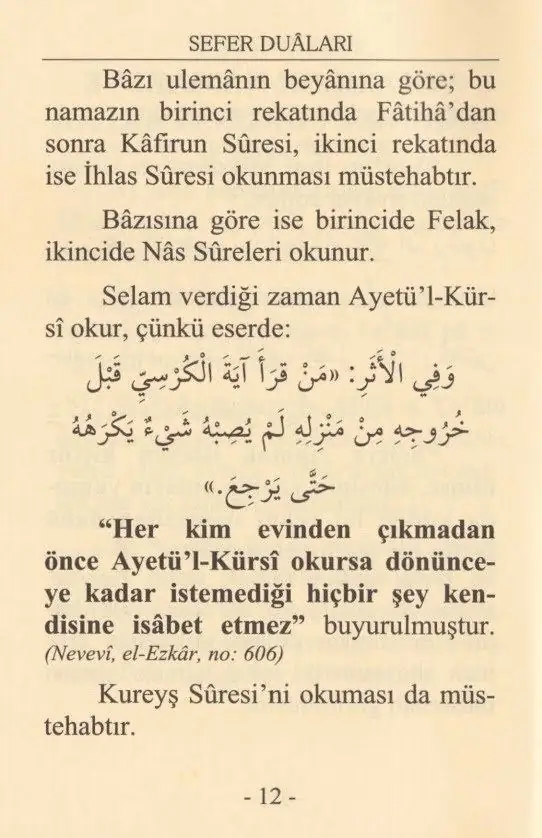 SEFER DUÂLARI
Bâzı ulemânın beyânına göre; bu
namazın birinci rekatında Fâtihâ’dan
sonra Kâfirun Sûresi, ikinci rekatında
ise İhlas Sûresi okunması müstehabtır.
Bâzısına göre ise birincide Felak,
ikincide Nâs Sûreleri okunur.
Selam verdiği zaman Ayetü’l-Kür-
sî okur, çünkü eserde:
وَفِي الْأَثَرِ: «مَنْ قَرَأَ آيَةَ الْكُرْسِيِّ قَبْلَ
خُرُوجِهِ مِنْ مَنْزِلِهِ لَمْ يُصِبْهُ شَيْءٌ يَكْرَهُهُ
حَتَّى يَرْجِعَ.»
“Her kim evinden çıkmadan
önce Ayetü’l-Kürsî okursa dönünce-
ye kadar istemediği hiçbir şey ken-
disine isâbet etmez” buyurulmuştur.
(Nevevî, el-Ezkâr, no: 606)
Kureyş Sûresi’ni okuması da müs-
tehabtır.
- 12 -